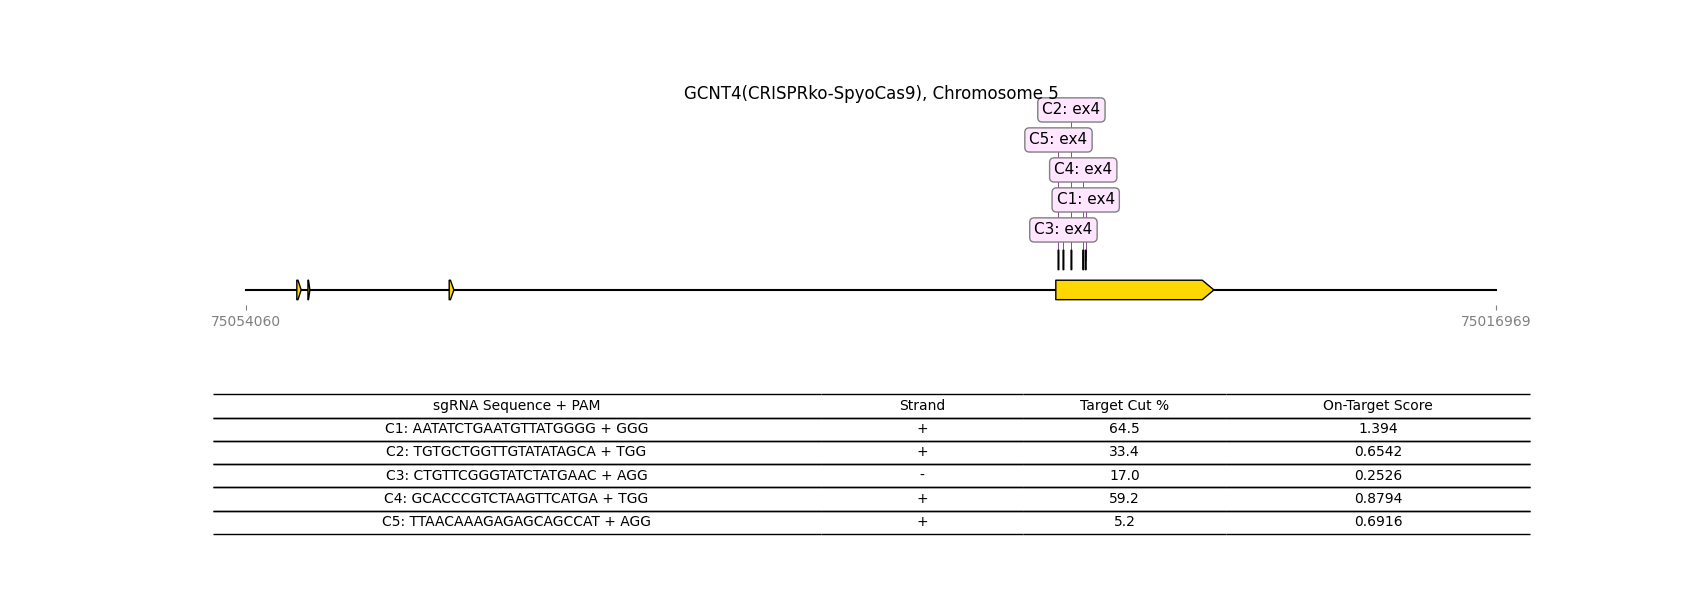 GCNT4(CRISPRko-SpyoCas9), Chromosome 5
C2: ex4
C5: ex4
C4: ex4
C1: ex4
C3: ex4
75054060 75016969
sgRNA Sequence + PAM Strand Target Cut % On-Target Score
C1: AATATCTGAATGTTATGGGG + GGG + 64.5 1.394
C2: TGTGCTGGTTGTATATAGCA + TGG + 33.4 0.6542
C3: CTGTTCGGGTATCTATGAAC + AGG - 17.0 0.2526
C4: GCACCCGTCTAAGTTCATGA + TGG + 59.2 0.8794
C5: TTAACAAAGAGAGCAGCCAT + AGG + 5.2 0.6916